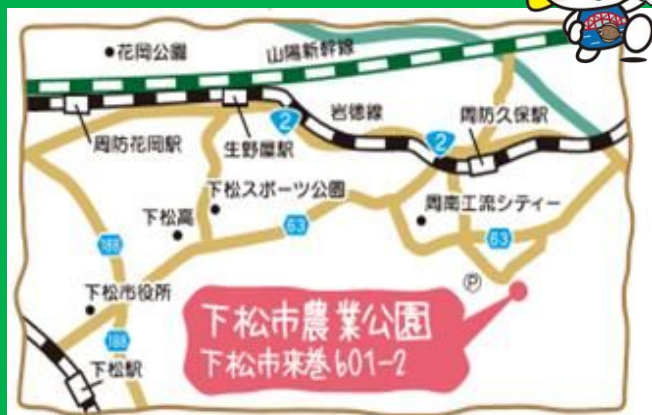 花岡公園
山陽新幹線
岩徳線
周防花岡駅
生野屋駅
2
2
周防久保駅
下松スポーツ公園
下松高
周南工流シティー
188
63
63
下松市役所
188
下松駅
P
下松市農業公園
下松市来巻601-2